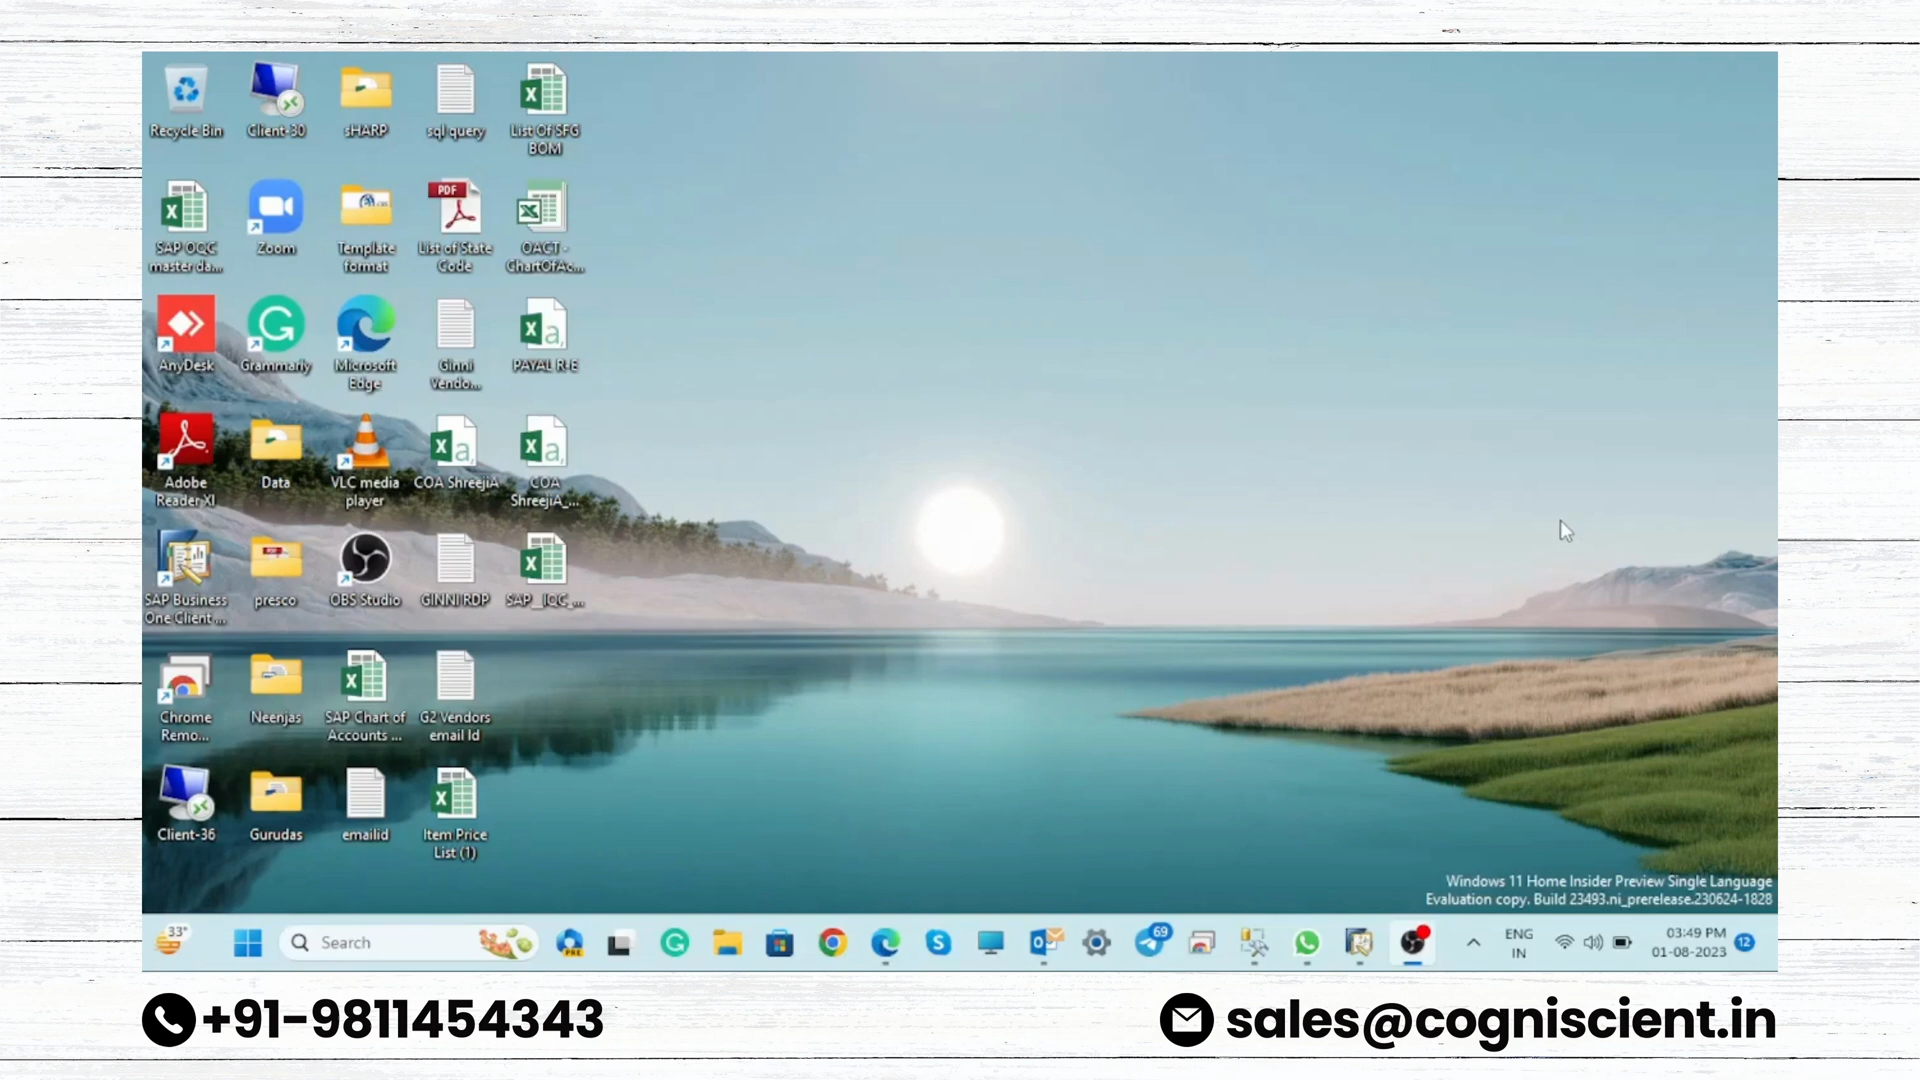 Recycle Bin
Client-30
sHARP
sql query
List Of SFG
BOM
SAP OQC
master da...
Zoom
Template
format
PDF
List of State
Code
OACT -
ChartOfAc...
AnyDesk
Grammarly
Microsoft
Edge
Ginni
Vendo...
PAYAL R-E
Adobe
Reader XI
Data
VLC media
player
COA ShreejiA
COA
ShreejiA_...
SAP Business
One Client ...
presco
OBS Studio
GINNI RDP
SAP__IQC_...
Chrome
Remo...
Neenjas
SAP Chart of
Accounts ...
G2 Vendors
email Id
Client-36
Gurudas
emailid
Item Price
List (1)
Windows 11 Home Insider Preview Single Language
Evaluation copy. Build 23493.ni_prerelease.230624-1828
33°
Search
PRE
69
ENG
IN
03:49 PM
01-08-2023
12
+91-9811454343
sales@cogniscient.in